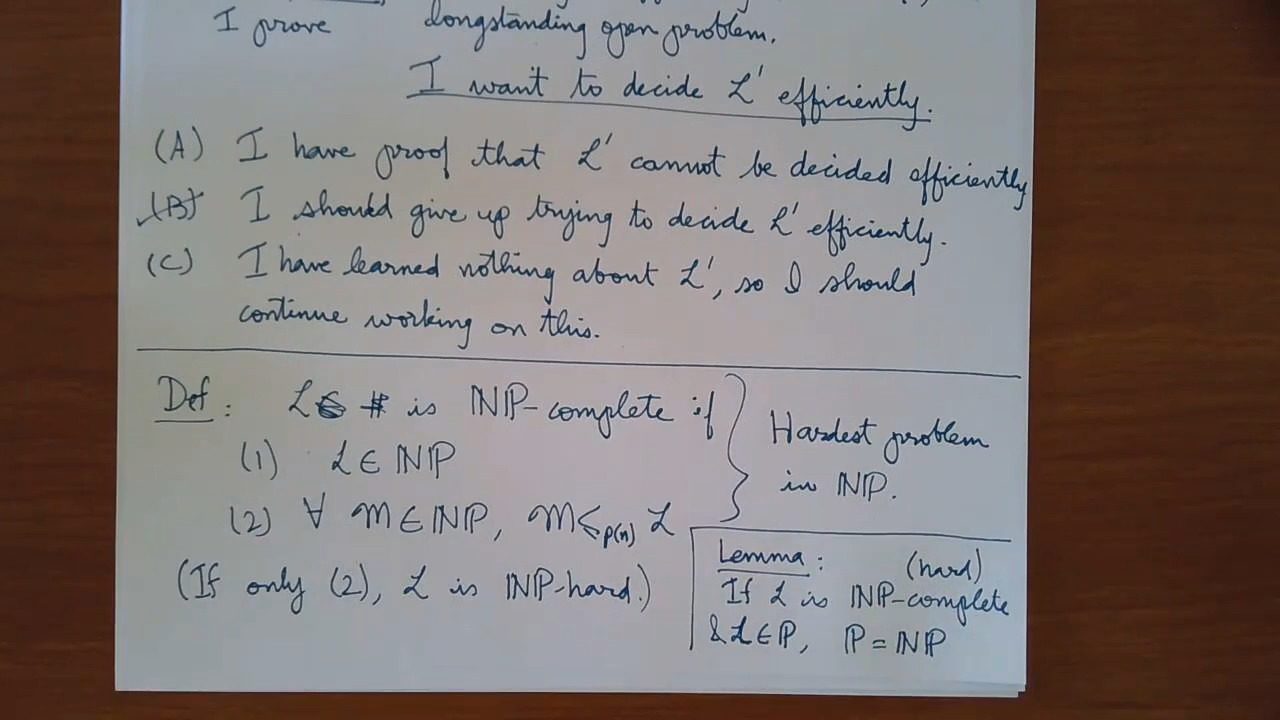 I prove longstanding open problem.
I want to decide L' efficiently.
(A) I have proof that L' cannot be decided efficiently
(B) I should give up trying to decide L' efficiently.
(C) I have learned nothing about L', so I should
continue working on this.
Def: L is NP-complete if
(1) L ∈ NP
(2) ∀ M ∈ NP, M ≤p(n) L
(If only (2), L is NP-hard.)
Hardest problem
in NP.
Lemma: (hard)
If L is NP-complete
& L ∈ P, P = NP